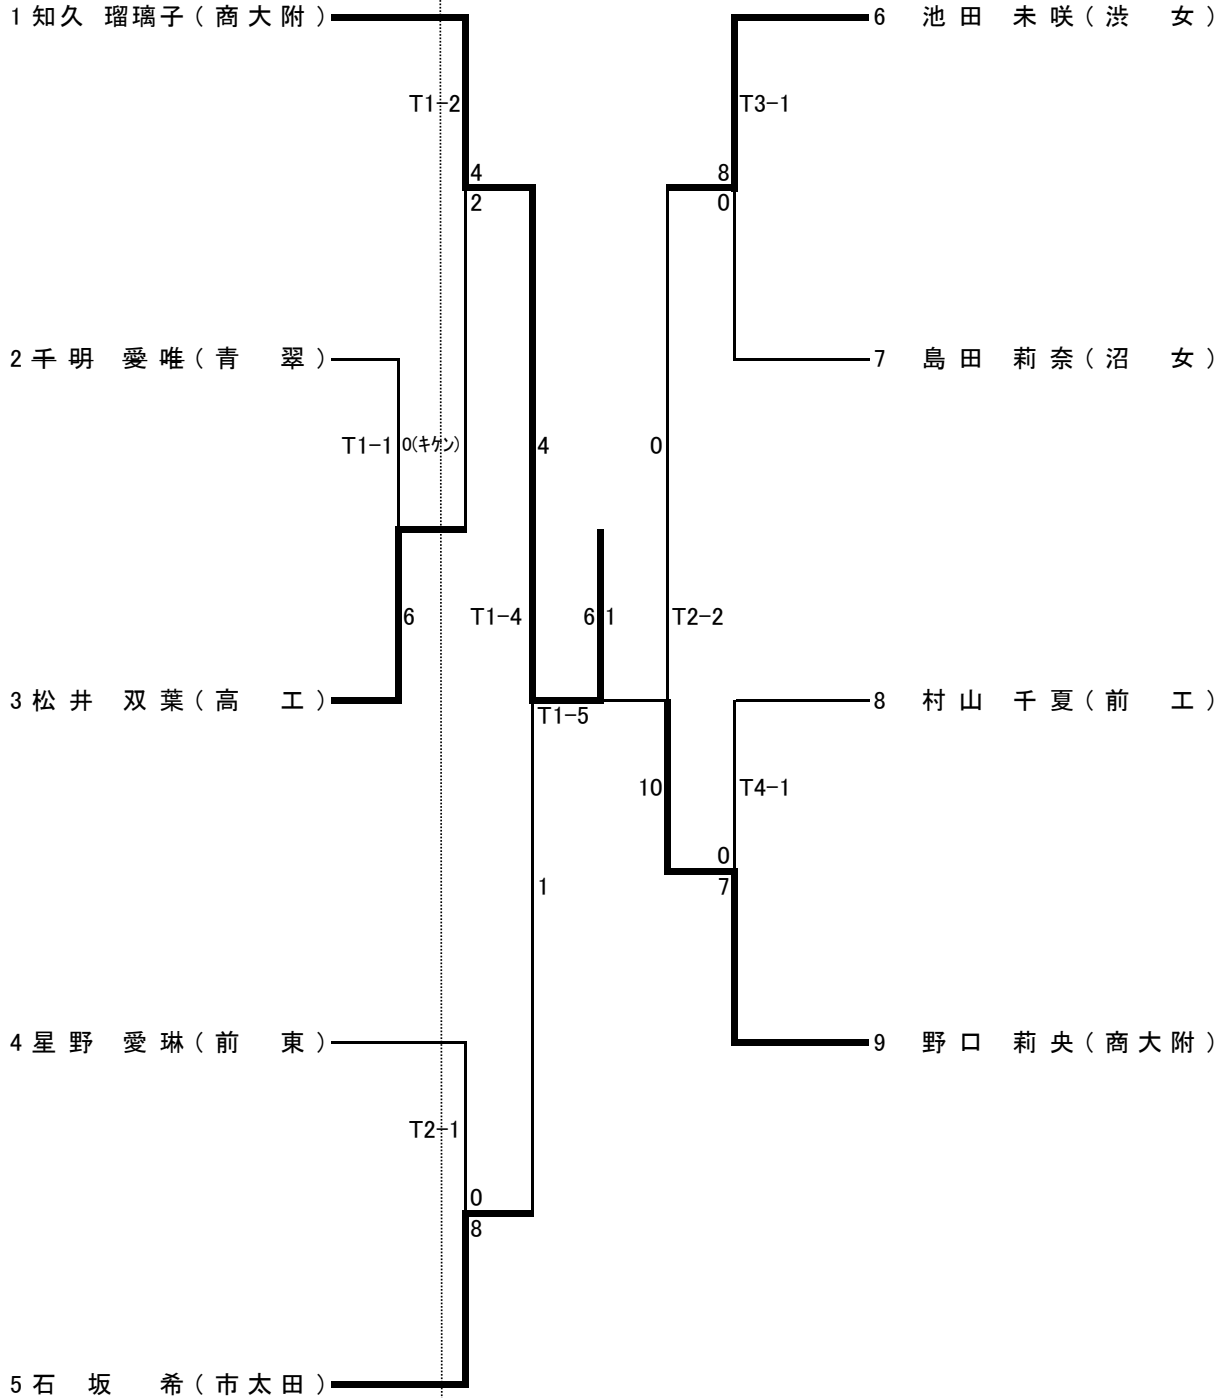 1 知久 瑠璃子(商大附)
6 池田 未咲(渋 女)
T1-2
T3-1
4
8
2
0
2 千明 愛唯(青 翠)
7 島田 莉奈(沼 女)
T1-1 0(キケン)
4
0
6
T1-4
6 1
T2-2
3 松井 双葉(高 工)
8 村山 千夏(前 工)
T1-5
10
T4-1
0
1
7
4 星野 愛琳(前 東)
9 野口 莉央(商大附)
T2-1
0
8
5 石坂 希(市太田)